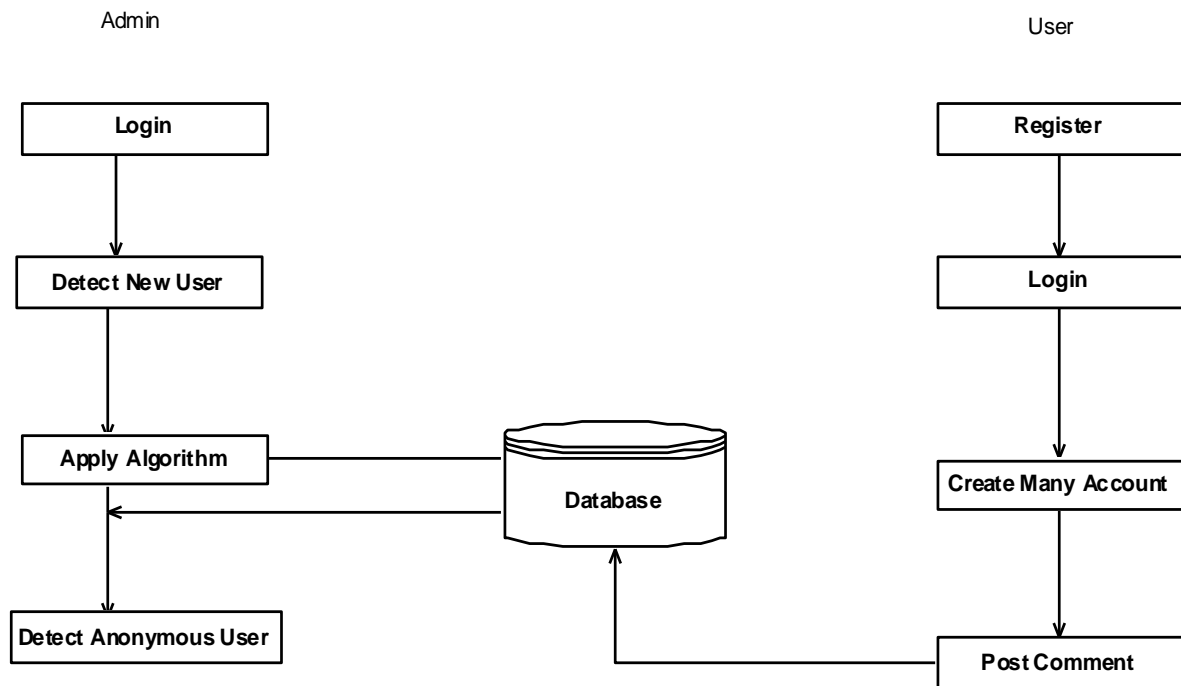 Admin
User
Login
Register
Detect New User
Login
Apply Algorithm
Database
Create Many Account
Detect Anonymous User
Post Comment